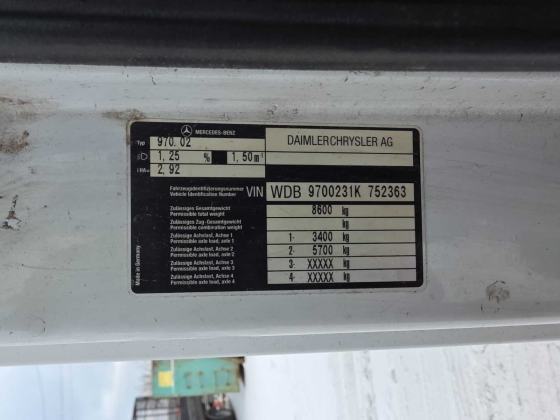 MERCEDES-BENZ
Typ 970.02
1,25 % 1,50m
2,92
DAIMLERCHRYSLER AG
Fahrzeugidentifizierungsnummer
Vehicle Identification Number
VIN WDB 9700231K 752363
Zulässiges Gesamtgewicht
Permissible total weight
8600 kg
Zulässiges Zug-Gesamtgewicht
Permissible combination weight
kg
Zulässige Achslast, Achse 1
Permissible axle load, axle 1
1- 3400 kg
Zulässige Achslast, Achse 2
Permissible axle load, axle 2
2- 5700 kg
Zulässige Achslast, Achse 3
Permissible axle load, axle 3
3- XXXXX kg
Zulässige Achslast, Achse 4
Permissible axle load, axle 4
4- XXXXX kg
Made in Germany